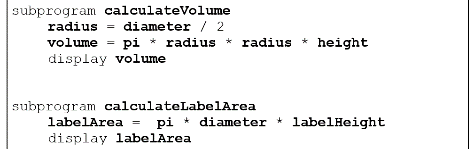 subprogram calculateVolume
radius = diameter / 2
volume = pi * radius * radius * height
display volume
subprogram calculateLabelArea
labelArea = pi * diameter * labelHeight
display labelArea